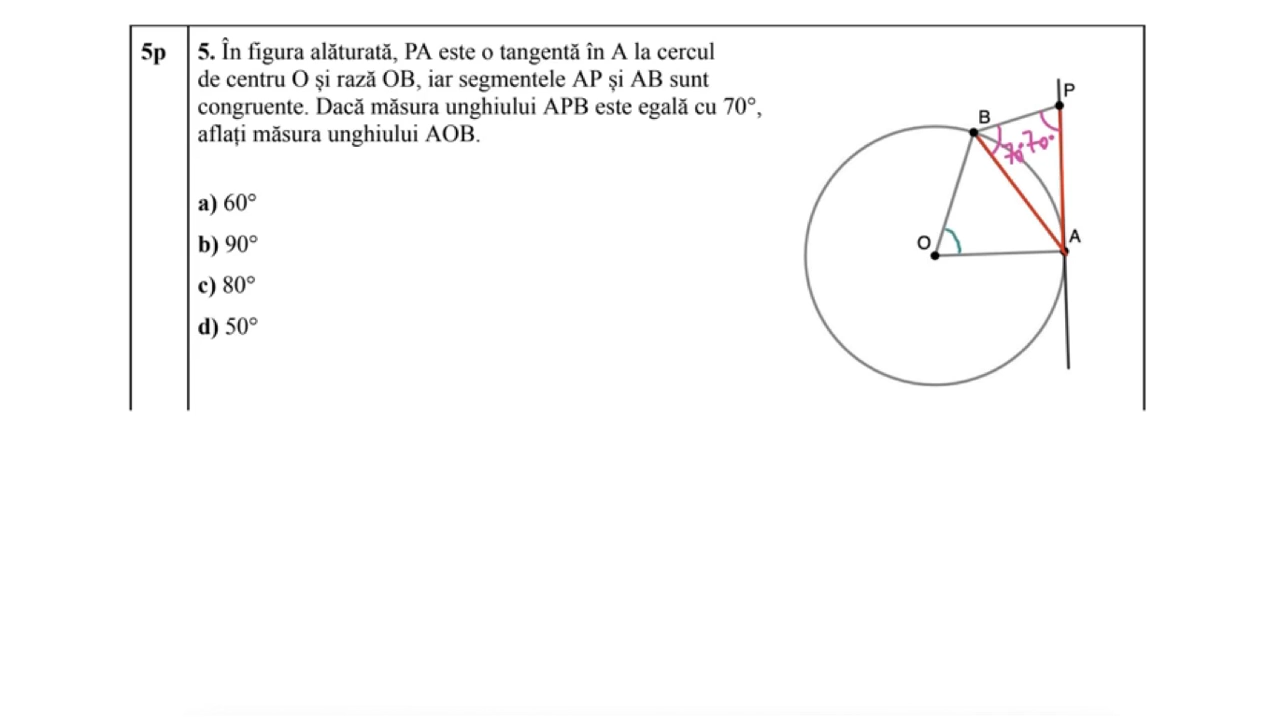 5p
5. În figura alăturată, PA este o tangentă în A la cercul
de centru O și rază OB, iar segmentele AP și AB sunt
congruente. Dacă măsura unghiului APB este egală cu 70°,
aflați măsura unghiului AOB.
a) 60°
b) 90°
c) 80°
d) 50°
P
B
70° 70°
A
O